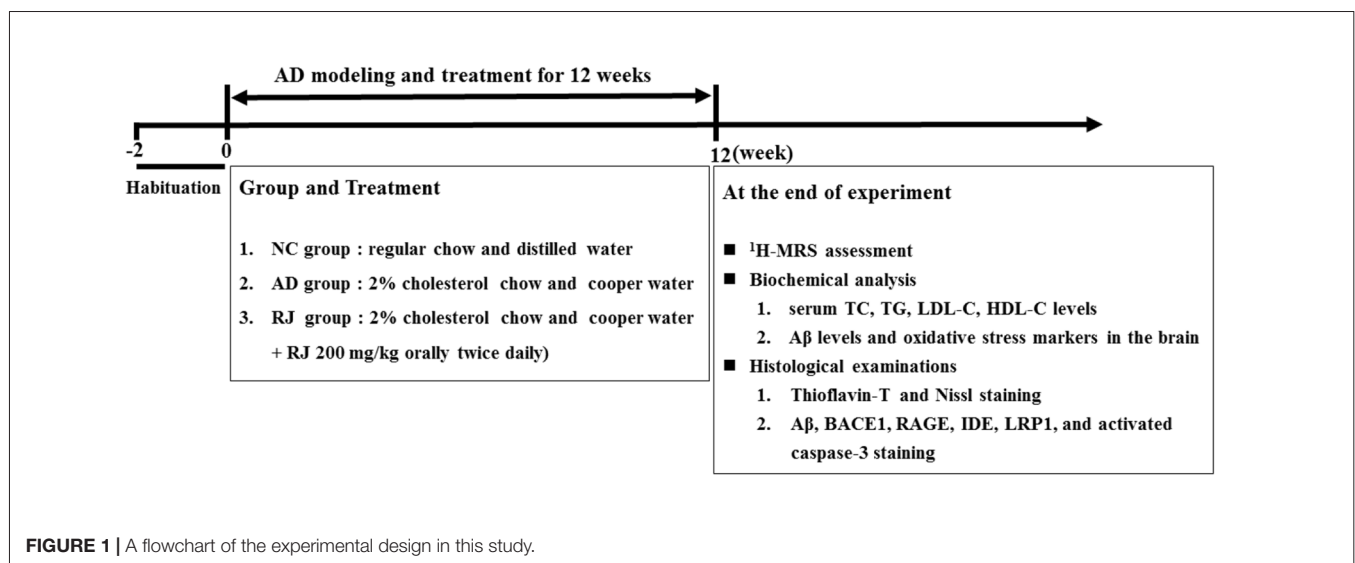 AD modeling and treatment for 12 weeks
-2
0
12(week)
Habituation
Group and Treatment
1. NC group : regular chow and distilled water
2. AD group : 2% cholesterol chow and cooper water
3. RJ group : 2% cholesterol chow and cooper water
+ RJ 200 mg/kg orally twice daily)
At the end of experiment
■ ¹H-MRS assessment
■ Biochemical analysis
1. serum TC, TG, LDL-C, HDL-C levels
2. Aβ levels and oxidative stress markers in the brain
■ Histological examinations
1. Thioflavin-T and Nissl staining
2. Aβ, BACE1, RAGE, IDE, LRP1, and activated
caspase-3 staining
FIGURE 1 | A flowchart of the experimental design in this study.